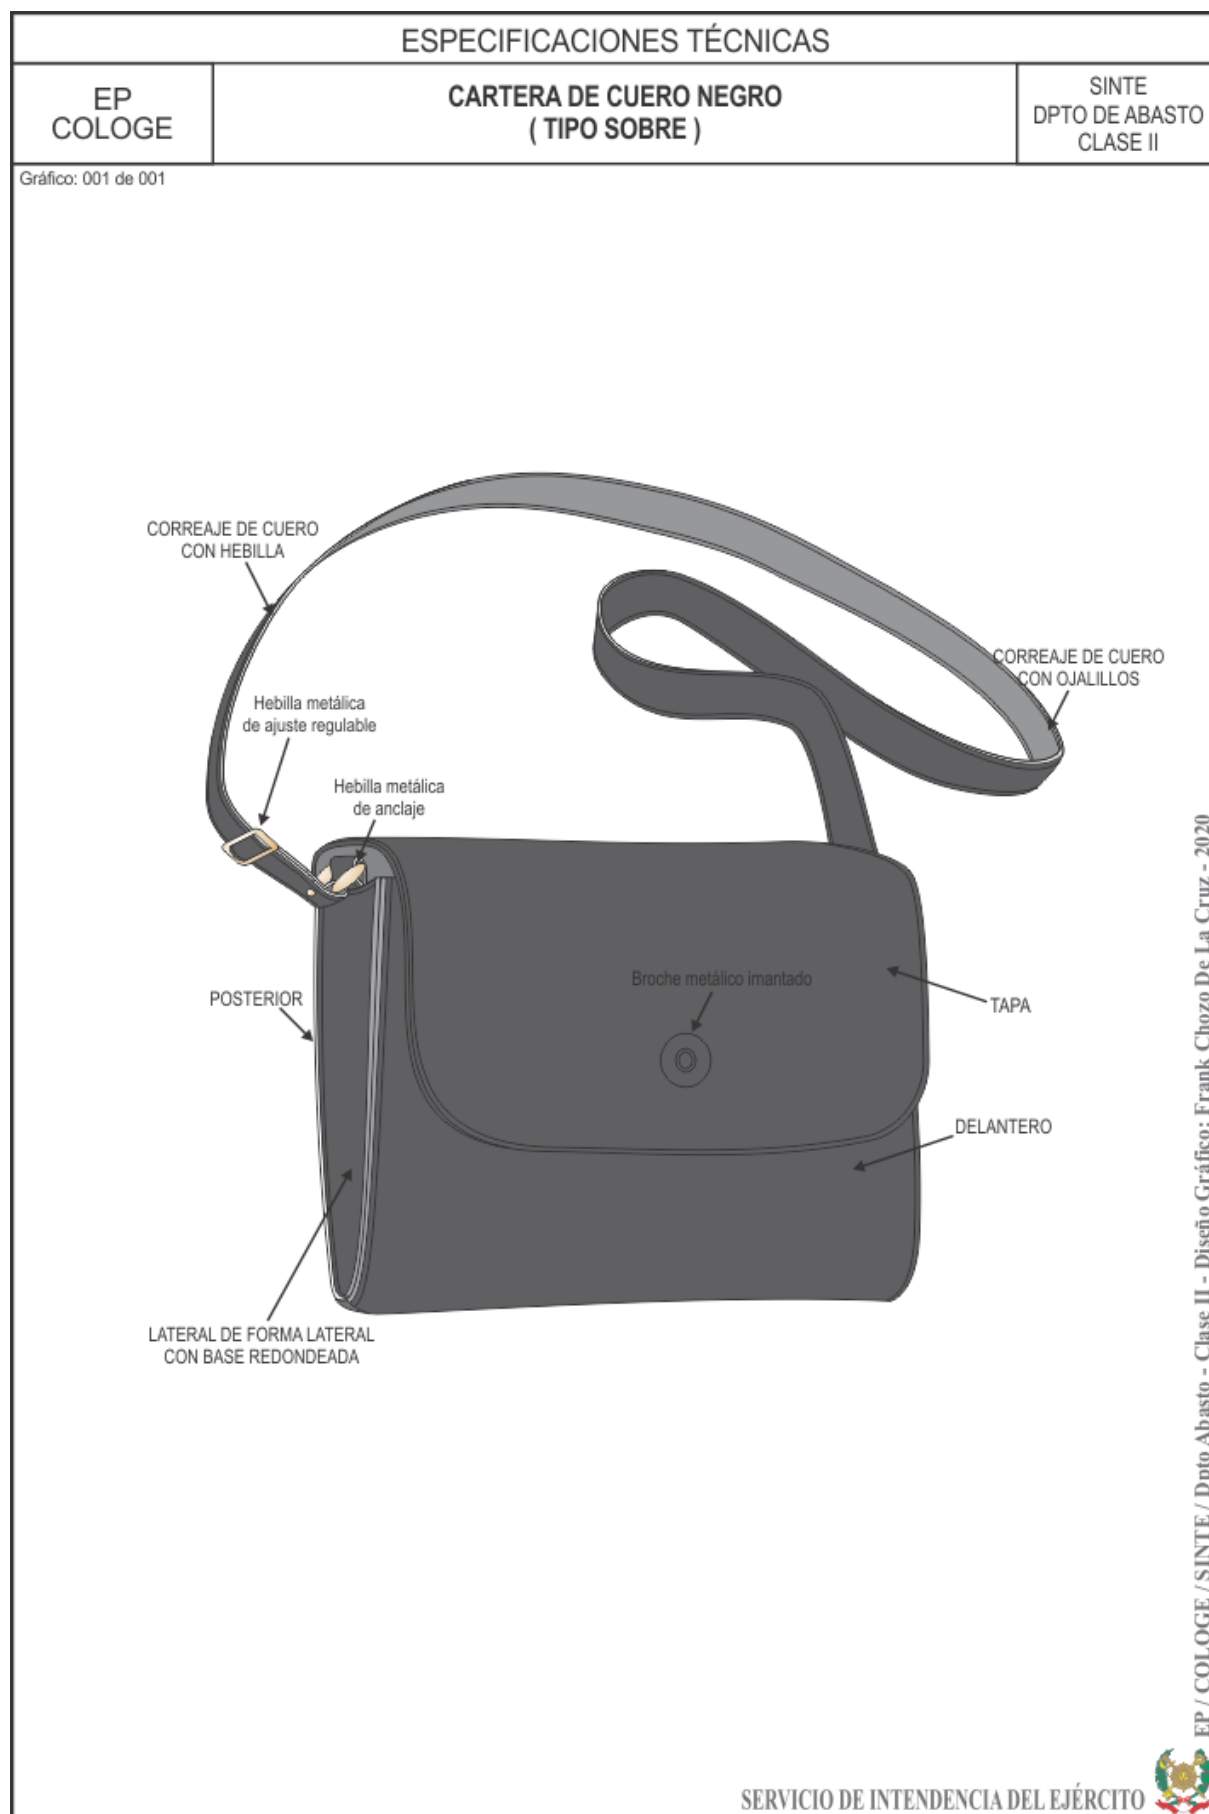 ESPECIFICACIONES TÉCNICAS
EP
COLOGE
CARTERA DE CUERO NEGRO
( TIPO SOBRE )
SINTE
DPTO DE ABASTO
CLASE II
Gráfico: 001 de 001
CORREAJE DE CUERO
CON HEBILLA
CORREAJE DE CUERO
CON OJALILLOS
Hebilla metálica
de ajuste regulable
Hebilla metálica
de anclaje
Broche metálico imantado
POSTERIOR
TAPA
DELANTERO
LATERAL DE FORMA LATERAL
CON BASE REDONDEADA
EP / COLOGE / SINTE / Dpto Abasto - Clase II - Diseño Gráfico: Frank Chozo De La Cruz - 2020
SERVICIO DE INTENDENCIA DEL EJÉRCITO